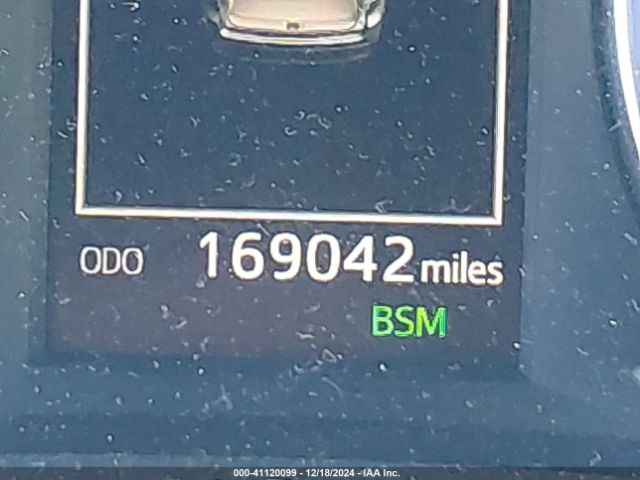 ODO 169042 miles
BSM
000-41120099 - 12/18/2024 - IAA Inc.